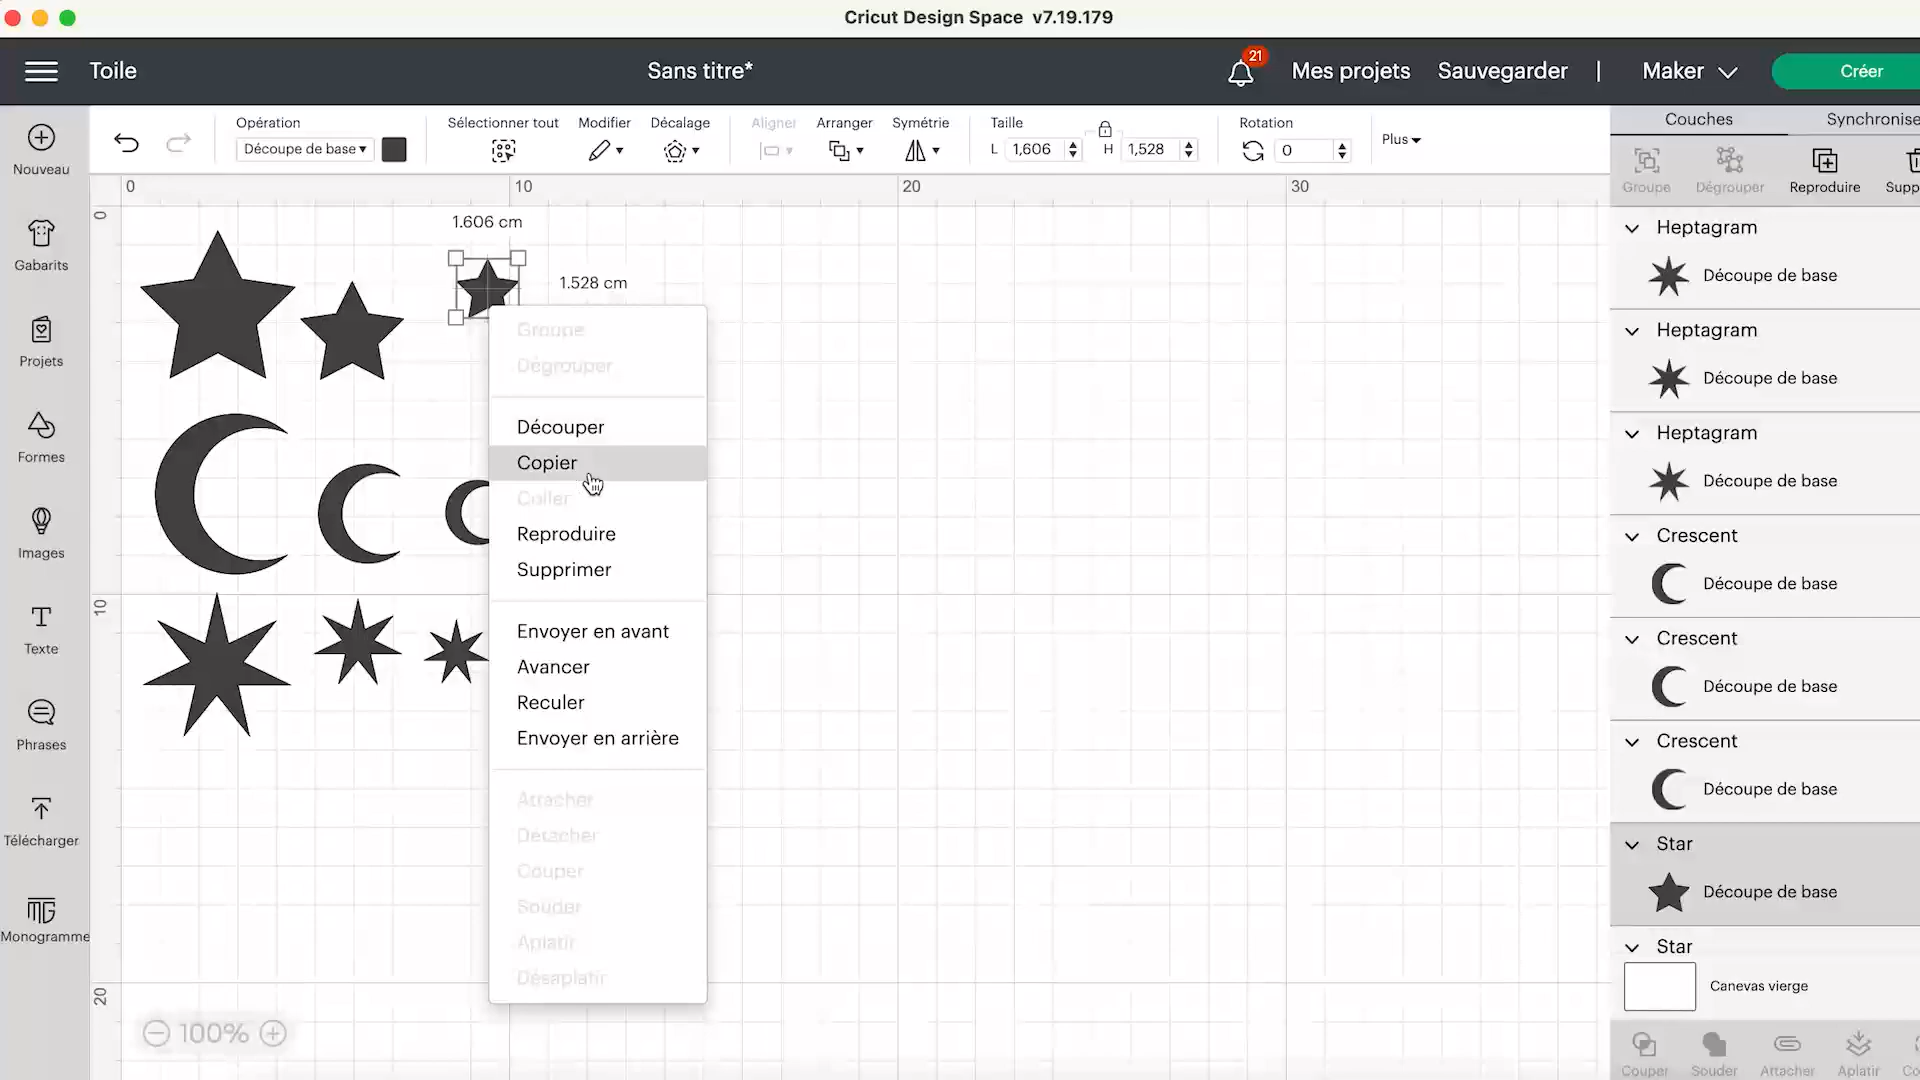 Cricut Design Space v7.19.179
Toile
Sans titre*
21
Mes projets
Sauvegarder
|
Maker
Créer
Nouveau
Gabarits
Projets
Formes
Images
Texte
Phrases
Télécharger
Monogramme
Opération
Découpe de base
Sélectionner tout
Modifier
Décalage
Aligner
Arranger
Symétrie
Taille
L 1,606
H 1,528
Rotation
0
Plus
0 10 20 30
0
10
20
1.606 cm
1.528 cm
Groupe
Dégrouper
Découper
Copier
Coller
Reproduire
Supprimer
Envoyer en avant
Avancer
Reculer
Envoyer en arrière
Attacher
Détacher
Couper
Souder
Aplatir
Désaplatir
100%
Couches
Synchronise
Groupe
Dégrouper
Reproduire
Supp
Heptagram
Découpe de base
Heptagram
Découpe de base
Heptagram
Découpe de base
Crescent
Découpe de base
Crescent
Découpe de base
Crescent
Découpe de base
Star
Découpe de base
Star
Canevas vierge
Couper
Souder
Attacher
Aplatir
Co